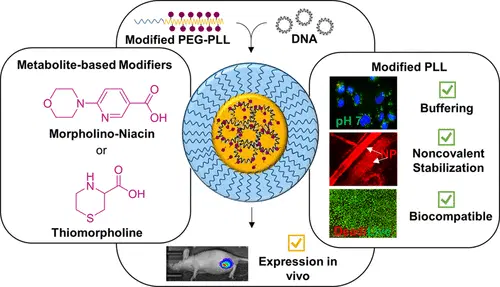 Modified PEG-PLL
DNA
Metabolite-based Modifiers
O
N
N
O
OH
Morpholino-Niacin
or
H
N
O
OH
S
Thiomorpholine
Modified PLL
pH 7
Buffering
NP
Noncovalent
Stabilization
Dead
Biocompatible
Expression in
vivo